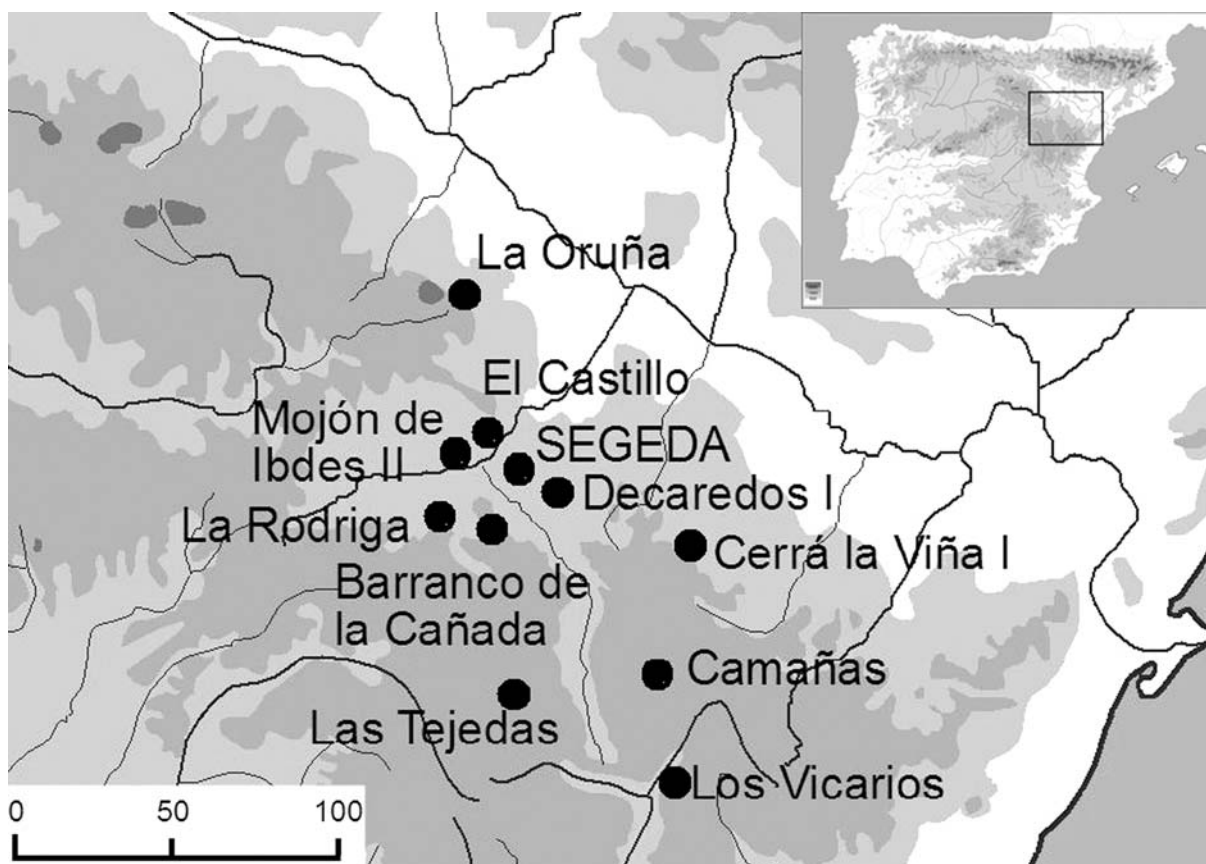 La Oruña
El Castillo
Mojón de
Ibdes II
SEGEDA
Decaredos I
La Rodriga
Cerrá la Viña I
Barranco de
la Cañada
Camañas
Las Tejedas
Los Vicarios
0 50 100